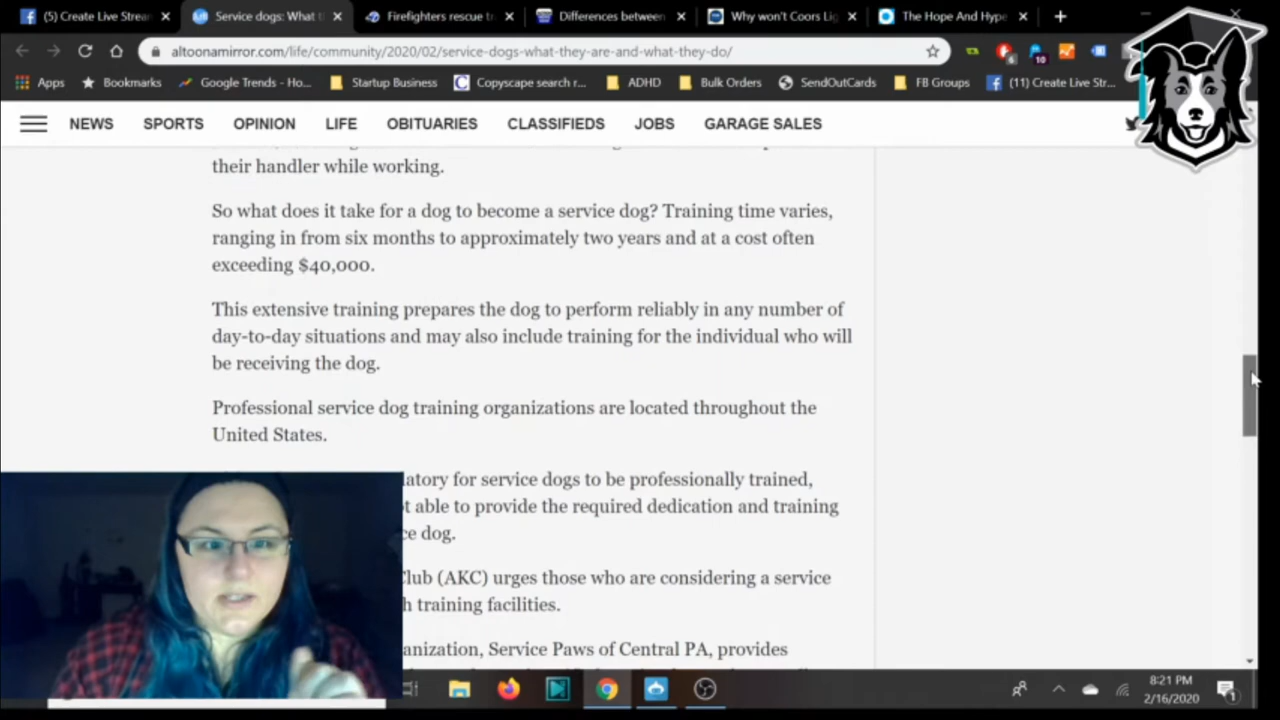 (5) Create Live Strea
Service dogs: What t
Firefighters rescue t
Differences between
Why won't Coors Lig
The Hope And Hype
altoonamirror.com/life/community/2020/02/service-dogs-what-they-are-and-what-they-do/
6
10
Apps
Bookmarks
Google Trends - Ho...
Startup Business
Copyscape search r...
ADHD
Bulk Orders
SendOutCards
FB Groups
(11) Create Live Str...
NEWS
SPORTS
OPINION
LIFE
OBITUARIES
CLASSIFIEDS
JOBS
GARAGE SALES
their handler while working.
So what does it take for a dog to become a service dog? Training time varies,
ranging in from six months to approximately two years and at a cost often
exceeding $40,000.
This extensive training prepares the dog to perform reliably in any number of
day-to-day situations and may also include training for the individual who will
be receiving the dog.
Professional service dog training organizations are located throughout the
United States.
latory for service dogs to be professionally trained,
t able to provide the required dedication and training
ce dog.
Club (AKC) urges those who are considering a service
h training facilities.
anization, Service Paws of Central PA, provides
8:21 PM
2/16/2020
1